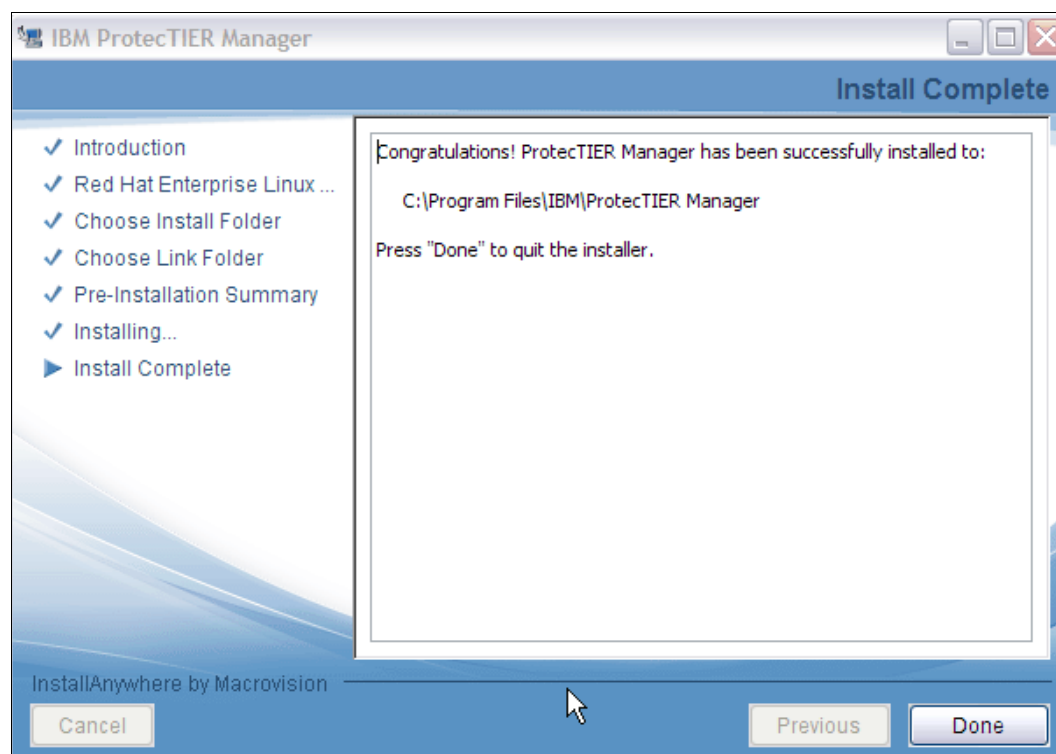 IBM ProtecTIER Manager
Install Complete
Introduction
Red Hat Enterprise Linux ...
Choose Install Folder
Choose Link Folder
Pre-Installation Summary
Installing...
Install Complete
Congratulations! ProtecTIER Manager has been successfully installed to:
C:\Program Files\IBM\ProtecTIER Manager
Press "Done" to quit the installer.
InstallAnywhere by Macrovision
Cancel
Previous
Done